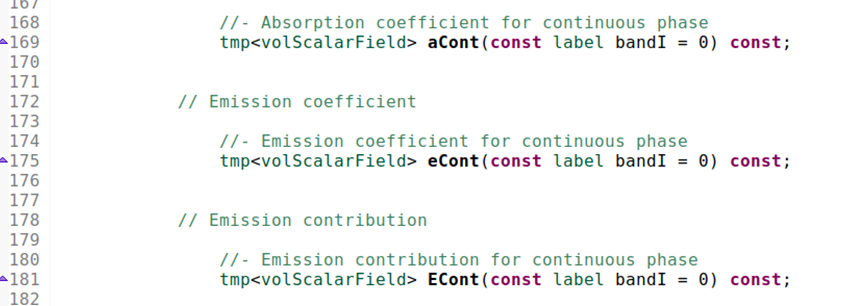 167
168 //- Absorption coefficient for continuous phase
169 tmp<volScalarField> aCont(const label bandI = 0) const;
170
171
172 // Emission coefficient
173
174 //- Emission coefficient for continuous phase
175 tmp<volScalarField> eCont(const label bandI = 0) const;
176
177
178 // Emission contribution
179
180 //- Emission contribution for continuous phase
181 tmp<volScalarField> ECont(const label bandI = 0) const;
182